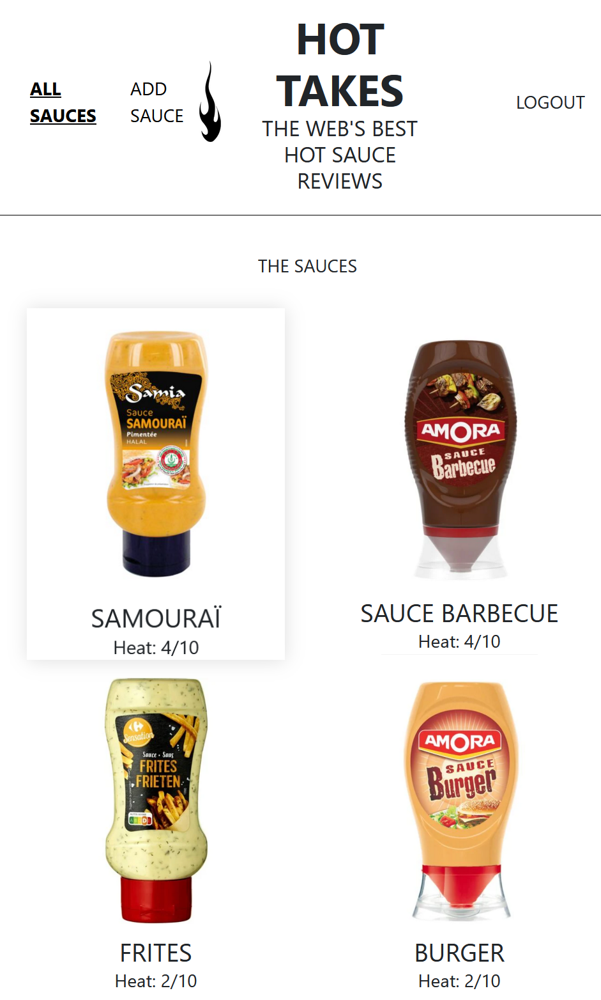 ALL
SAUCES
ADD
SAUCE
HOT
TAKES
THE WEB'S BEST
HOT SAUCE
REVIEWS
LOGOUT
THE SAUCES
Samia
Sauce
SAMOURAÏ
Pimentée
HALAL
SAMOURAÏ
Heat: 4/10
AMORA
SAUCE
Barbecue
SAUCE BARBECUE
Heat: 4/10
Sensation
Sauce • Saus
FRITES
FRIETEN
FRITES
Heat: 2/10
AMORA
SAUCE
Burger
BURGER
Heat: 2/10